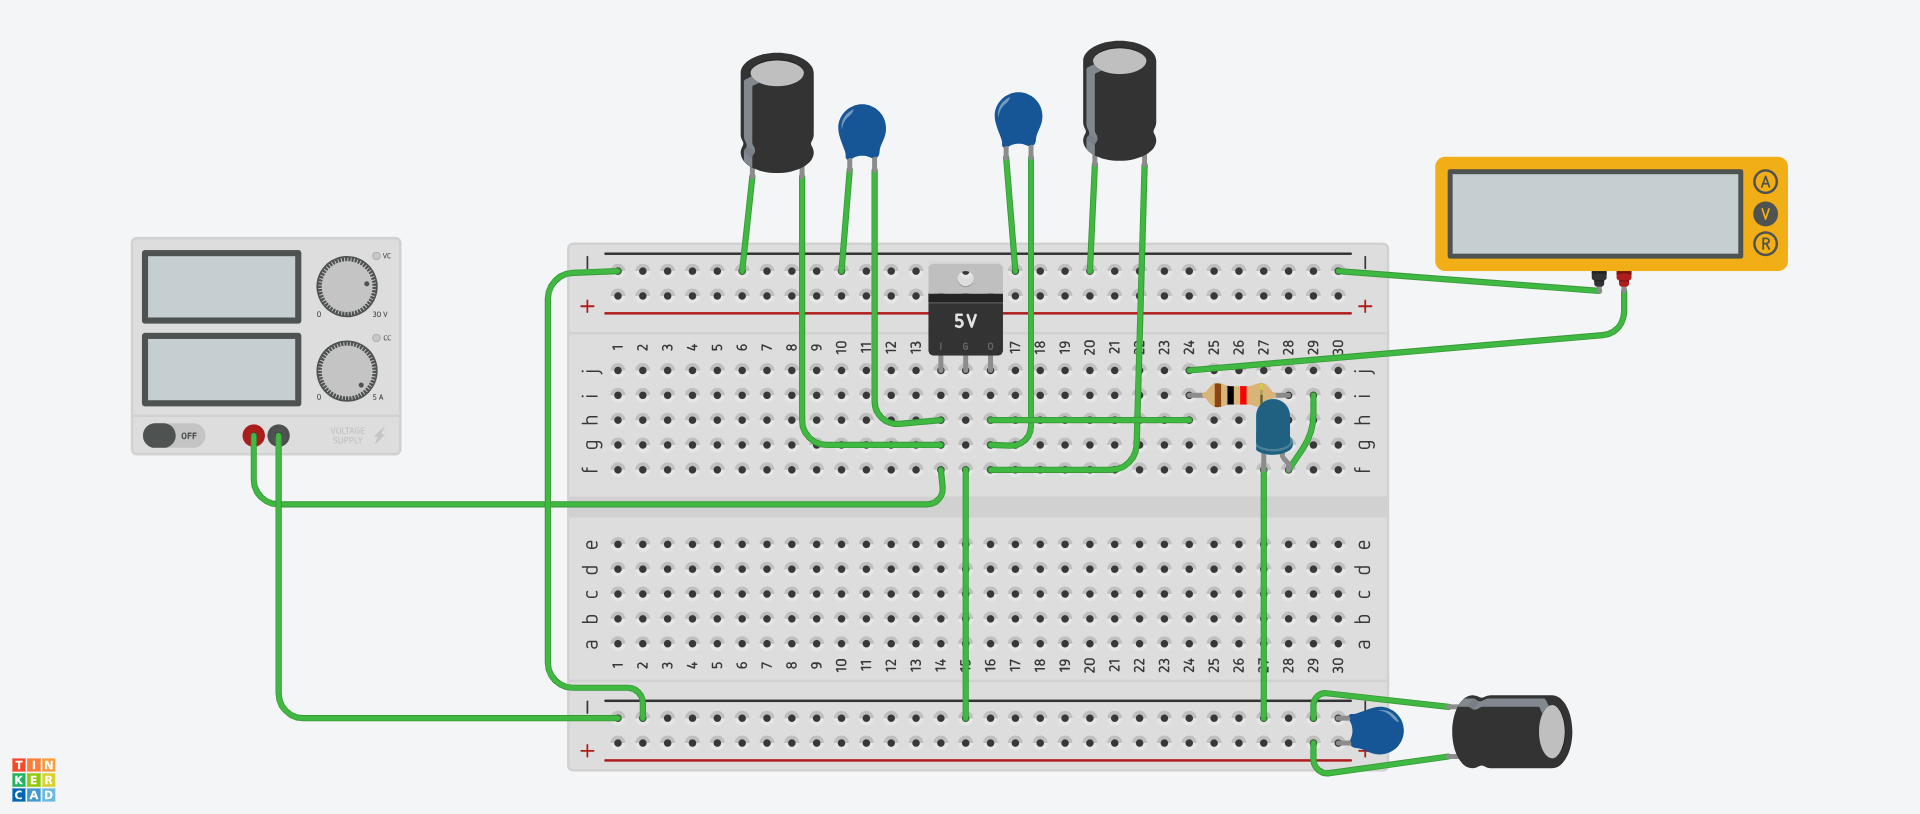 VC
0 30 V
CC
0 5 A
OFF
VOLTAGE
SUPPLY
A
V
R
5V
I G O
1 2 3 4 5 6 7 8 9 10 11 12 13 17 18 19 20 21 22 23 24 25 26 27 28 29 30
j j
i i
h h
g g
f f
e e
d d
c c
b b
a a
1 2 3 4 5 6 7 8 9 10 11 12 13 14 15 16 17 18 19 20 21 22 23 24 25 26 27 28 29 30
TIN
KER
CAD